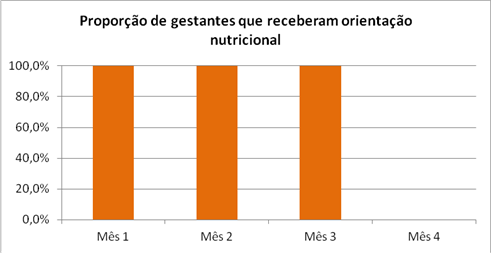 Proporção de gestantes que receberam orientação
nutricional
100,0%
80,0%
60,0%
40,0%
20,0%
0,0%
Mês 1 Mês 2 Mês 3 Mês 4